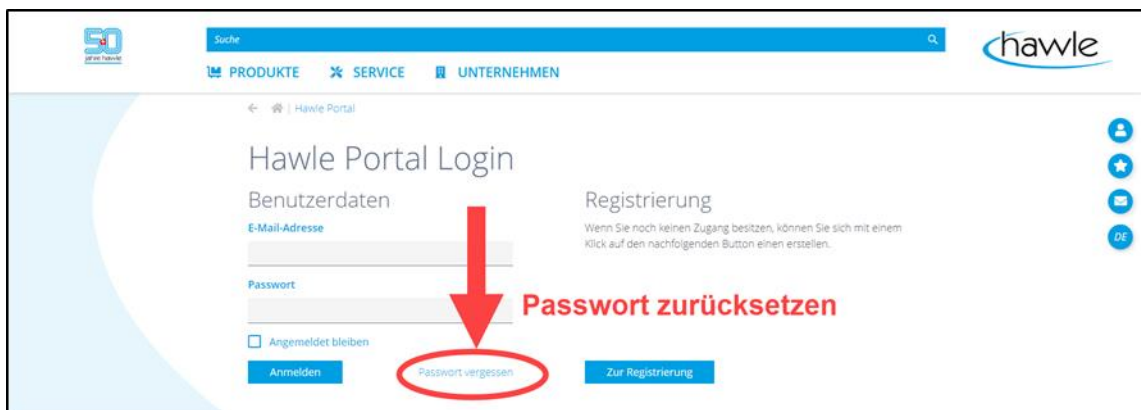 50
jahre hawle
Suche
hawle
PRODUKTE
SERVICE
UNTERNEHMEN
| Hawle Portal
Hawle Portal Login
Benutzerdaten
E-Mail-Adresse
Passwort
Angemeldet bleiben
Anmelden
Passwort vergessen
Registrierung
Wenn Sie noch keinen Zugang besitzen, können Sie sich mit einem
Klick auf den nachfolgenden Button einen erstellen.
Passwort zurücksetzen
Zur Registrierung
DE